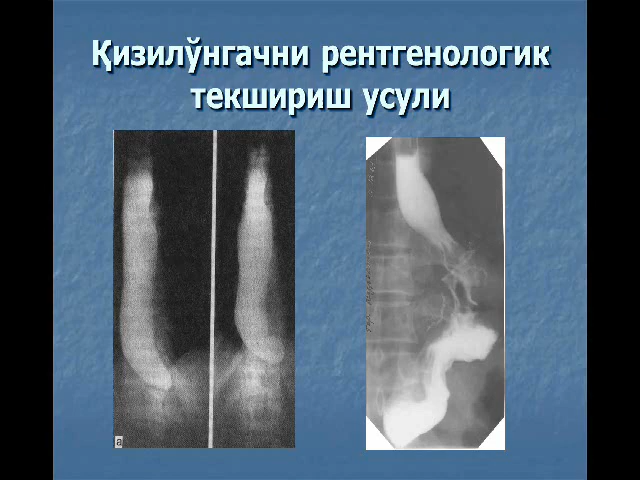 Қизилўнгачни рентгенологик
текшириш усули
а